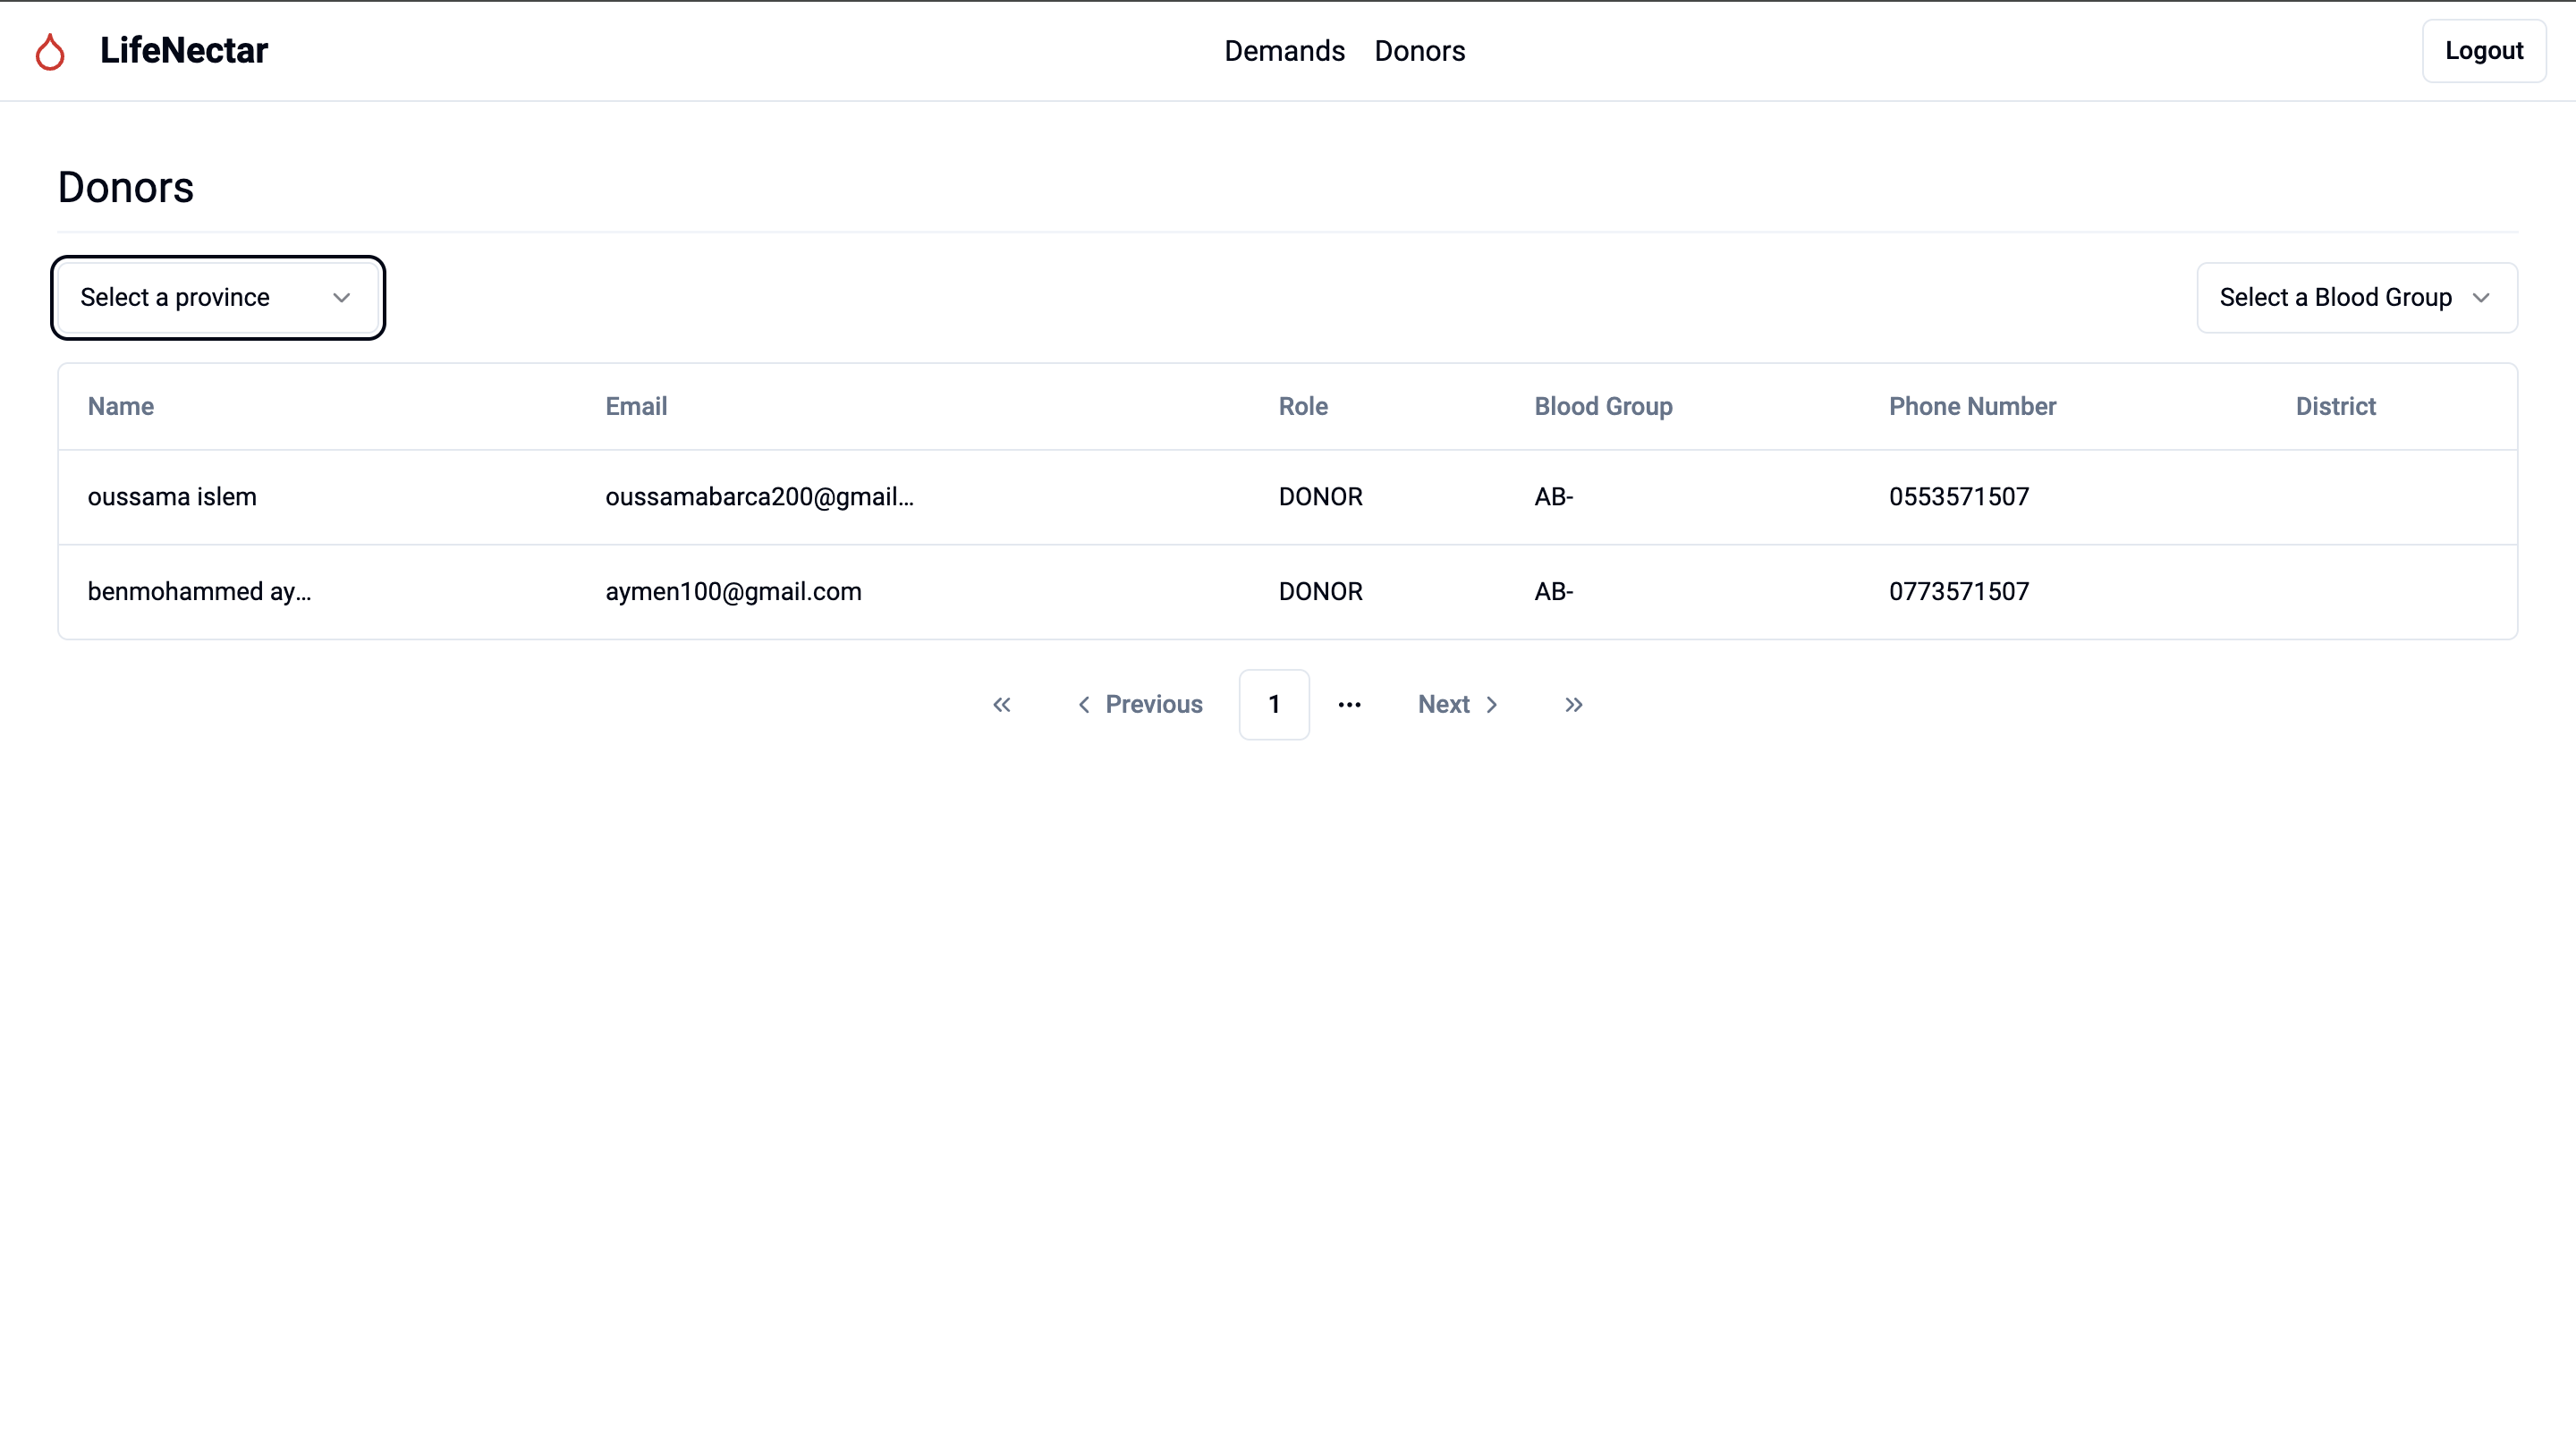 LifeNectar
Demands Donors
Logout
Donors
Select a province
Select a Blood Group
Name Email Role Blood Group Phone Number District
oussama islem oussamabarca200@gmail... DONOR AB- 0553571507
benmohammed ay... aymen100@gmail.com DONOR AB- 0773571507
Previous 1 ... Next